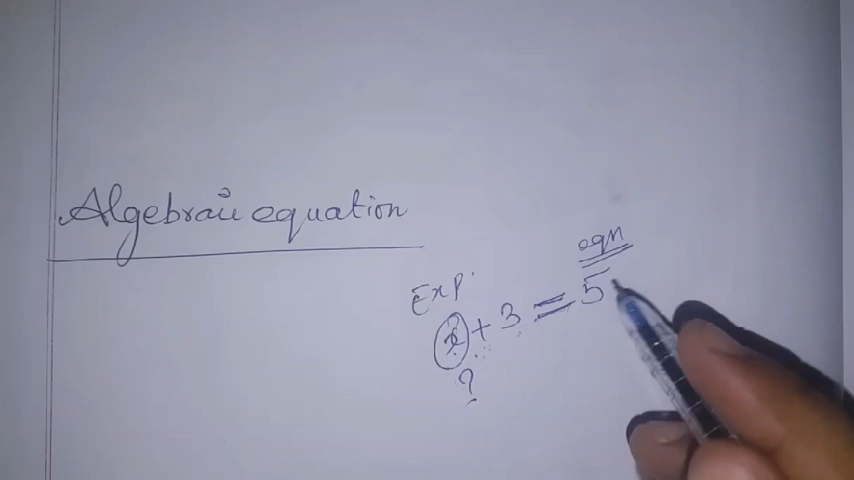 Algebraic equation
eqn
Exp.
x + 3 = 5
?